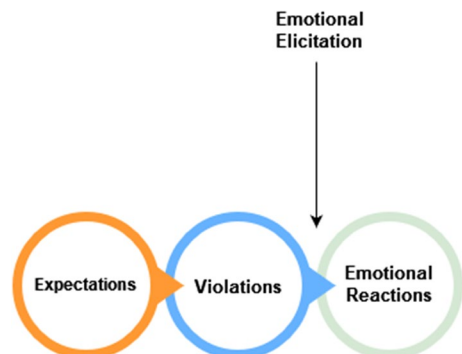 Emotional
Elicitation
Expectations
Violations
Emotional
Reactions